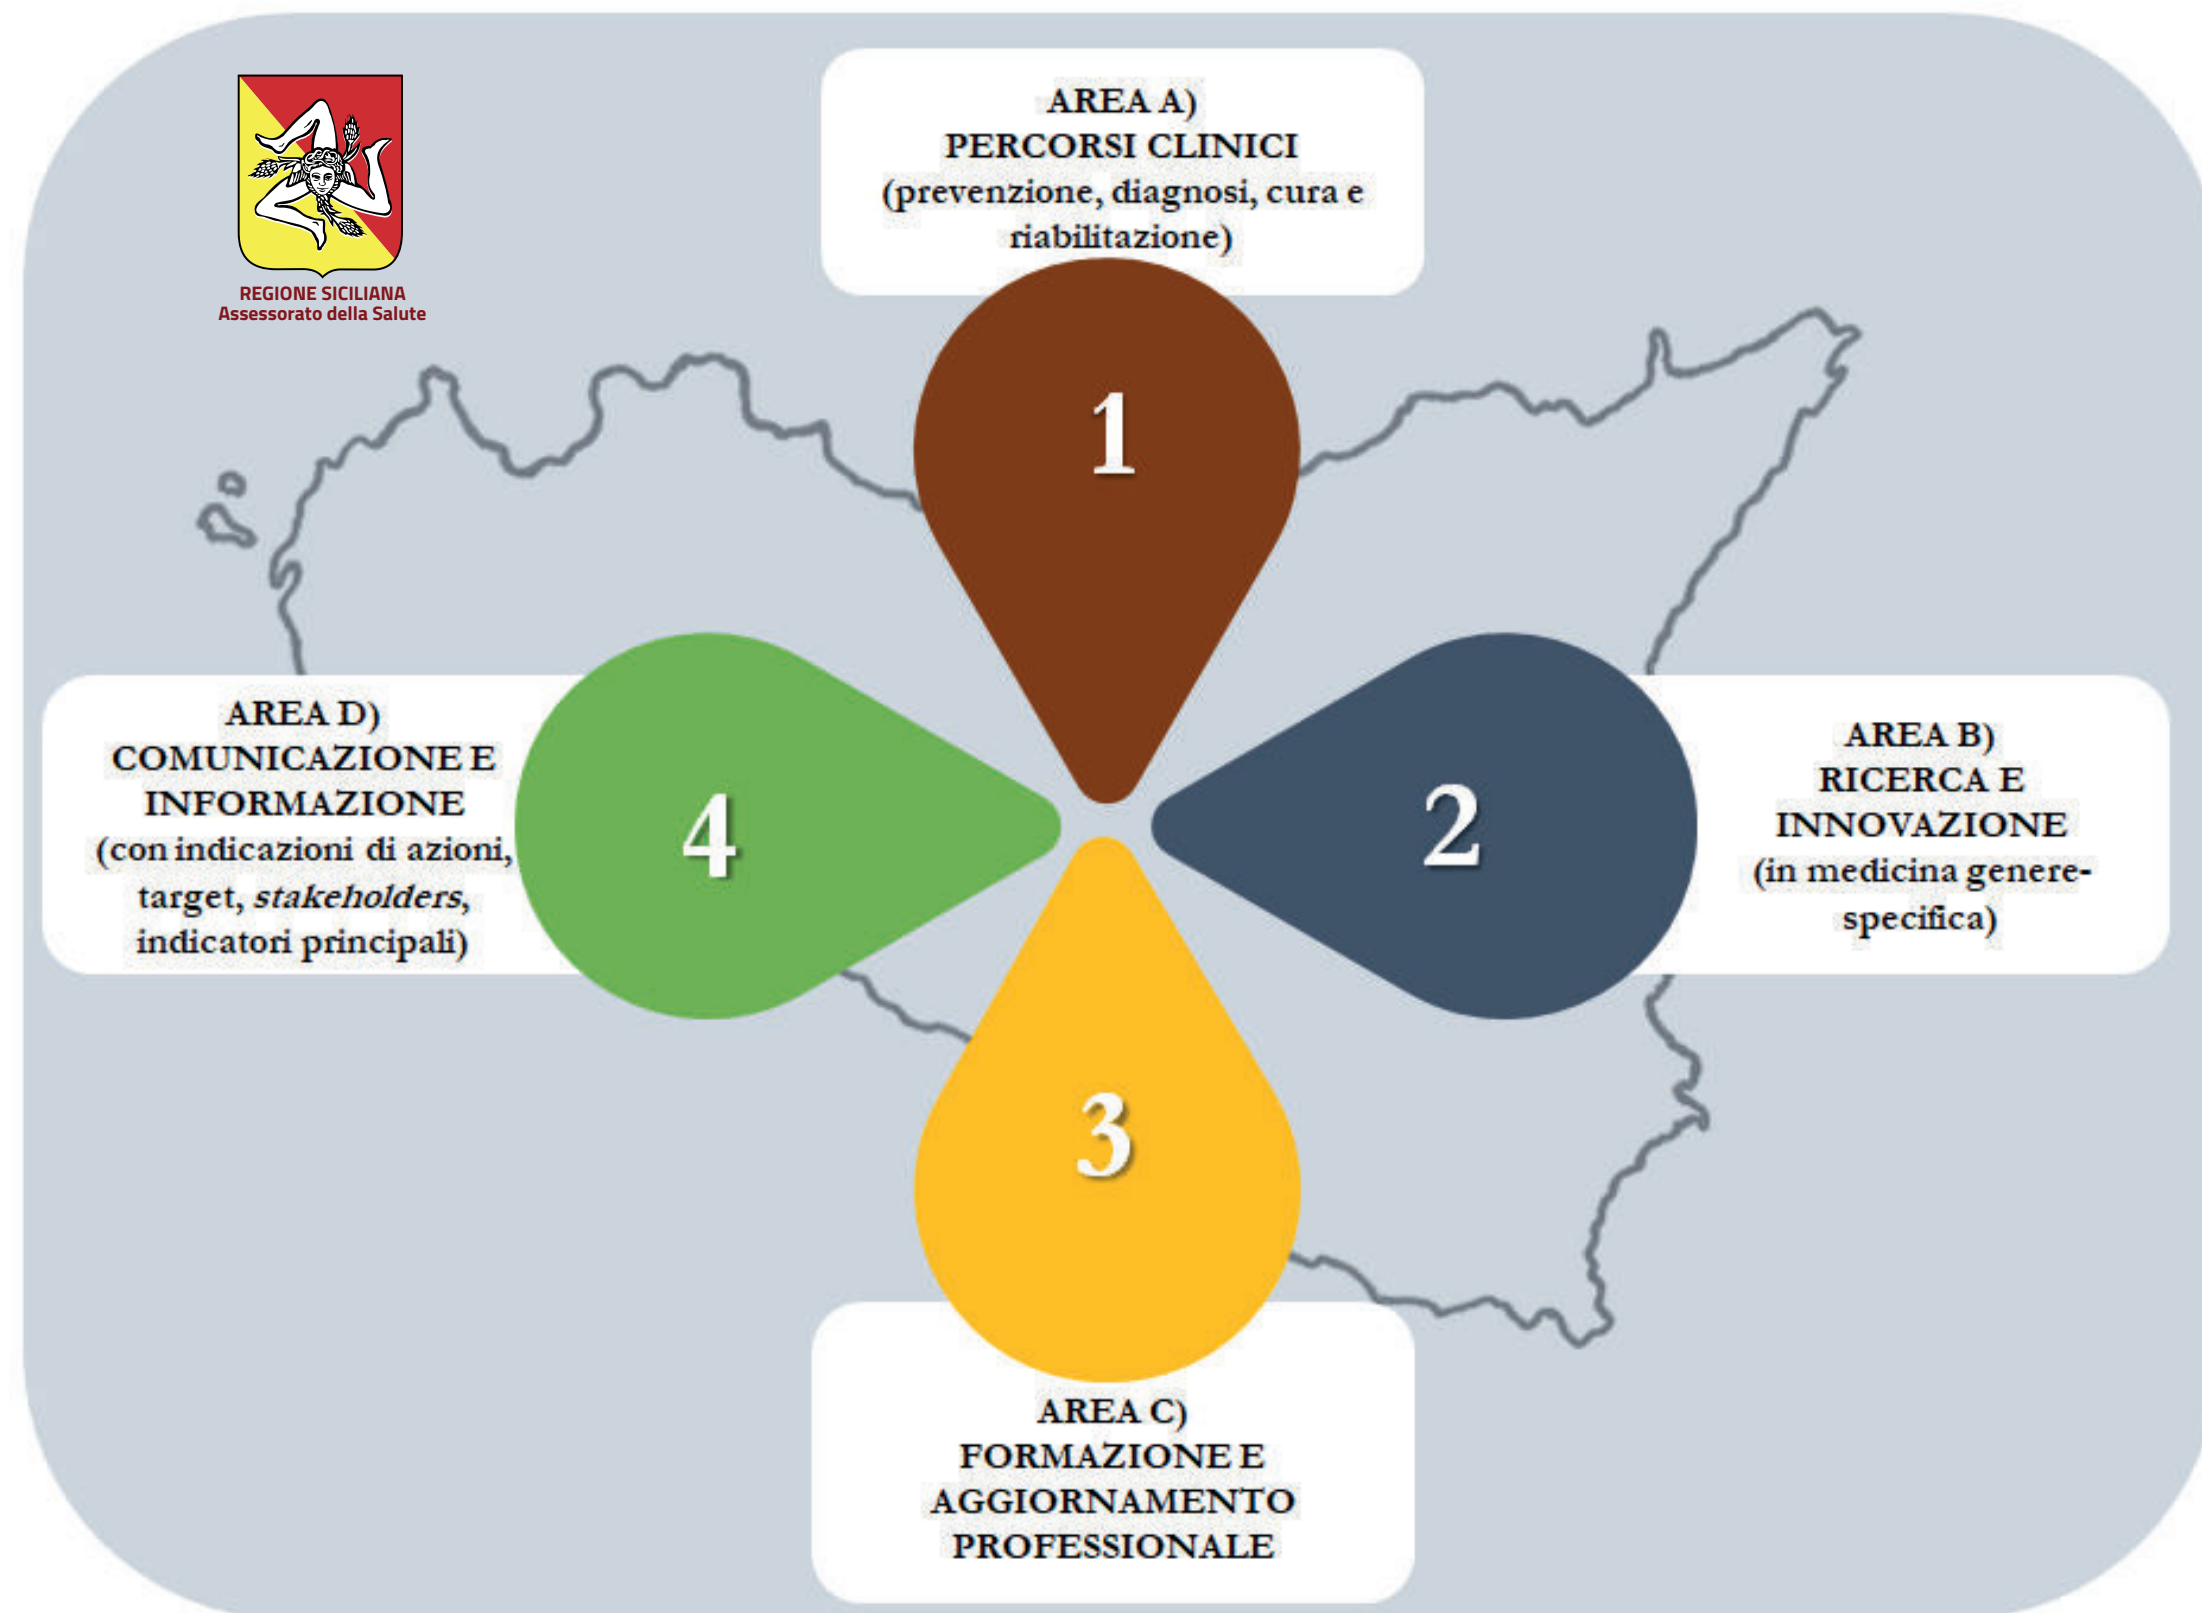 REGIONE SICILIANA
Assessorato della Salute
AREA A)
PERCORSI CLINICI
(prevenzione, diagnosi, cura e
riabilitazione)
1
AREA D)
COMUNICAZIONE E
INFORMAZIONE
(con indicazioni di azioni,
target, stakeholders,
indicatori principali)
4
2
AREA B)
RICERCA E
INNOVAZIONE
(in medicina genere-
specifica)
3
AREA C)
FORMAZIONE E
AGGIORNAMENTO
PROFESSIONALE